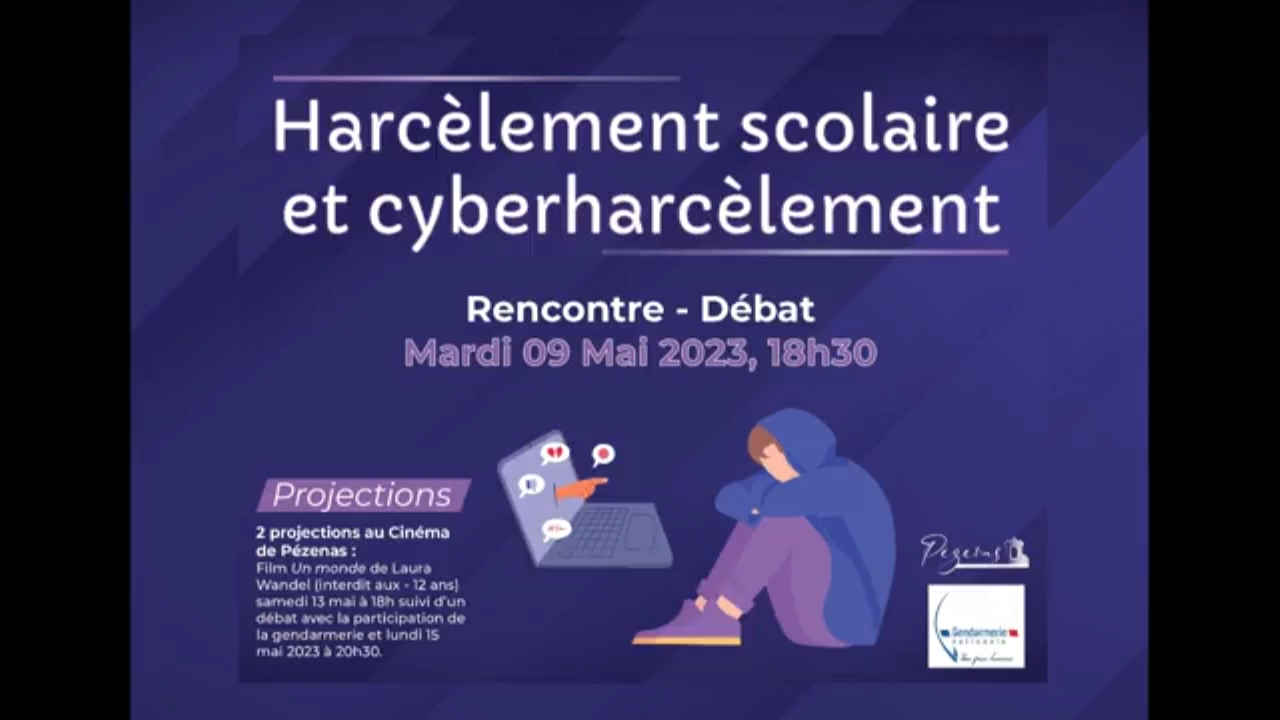 Harcèlement scolaire
et cyberharcèlement
Rencontre - Débat
Mardi 09 Mai 2023, 18h30
Projections
2 projections au Cinéma
de Pézenas :
Film Un monde de Laura
Wandel (interdit aux - 12 ans)
samedi 13 mai à 18h suivi d'un
débat avec la participation de
la gendarmerie et lundi 15
mai 2023 à 20h30.
Pézenas
Gendarmerie
nationale